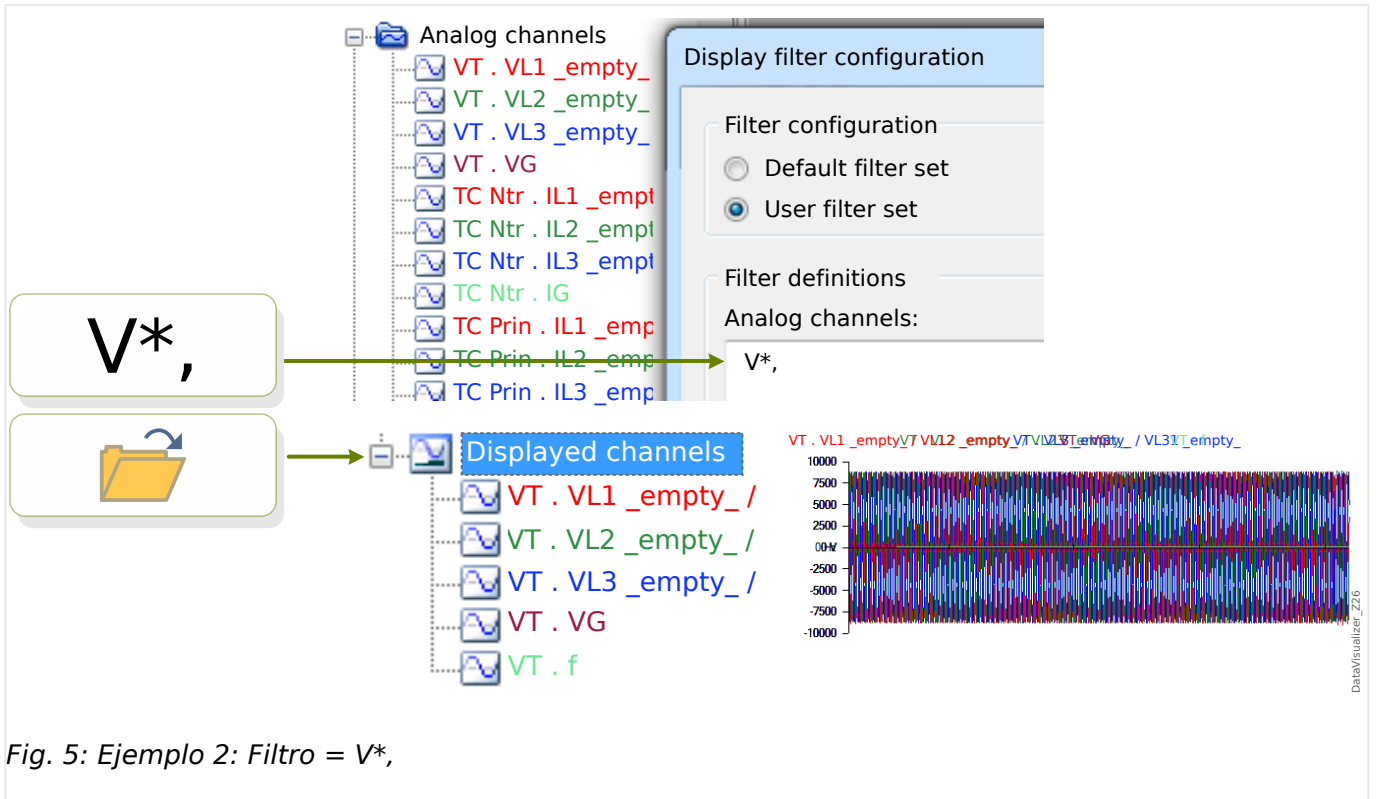 Analog channels
VT . VL1 _empty_
VT . VL2 _empty_
VT . VL3 _empty_
VT . VG
TC Ntr . IL1 _empt
TC Ntr . IL2 _empt
TC Ntr . IL3 _empt
TC Ntr . IG
TC Prin . IL1 _emp
TC Prin . IL2 _emp
TC Prin . IL3 _emp
Display filter configuration
Filter configuration
Default filter set
User filter set
Filter definitions
Analog channels:
V*,
V*,
Displayed channels
VT . VL1 _empty_ /
VT . VL2 _empty_ /
VT . VL3 _empty_ /
VT . VG
VT . f
VT . VL1 _empty_
10000
7500
5000
2500
-2500
-5000
-7500
-10000
DataVisualizer_Z26
Fig. 5: Ejemplo 2: Filtro = V*,